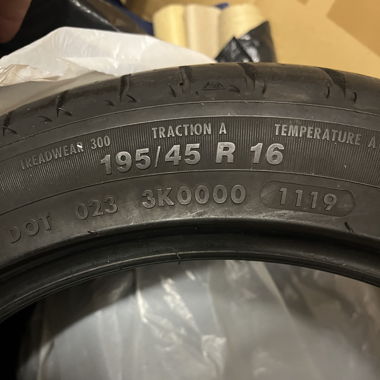 TREADWEAR 300 TRACTION A TEMPERATURE A
195/45 R 16
DOT 023 3K0000 1119